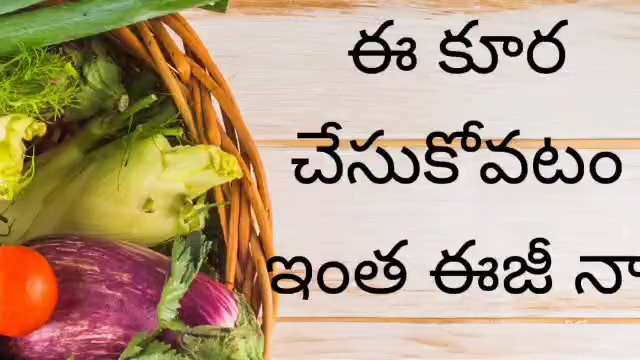 ఈ కూర
చేసుకోవటం
ఇంత ఈజీ నా